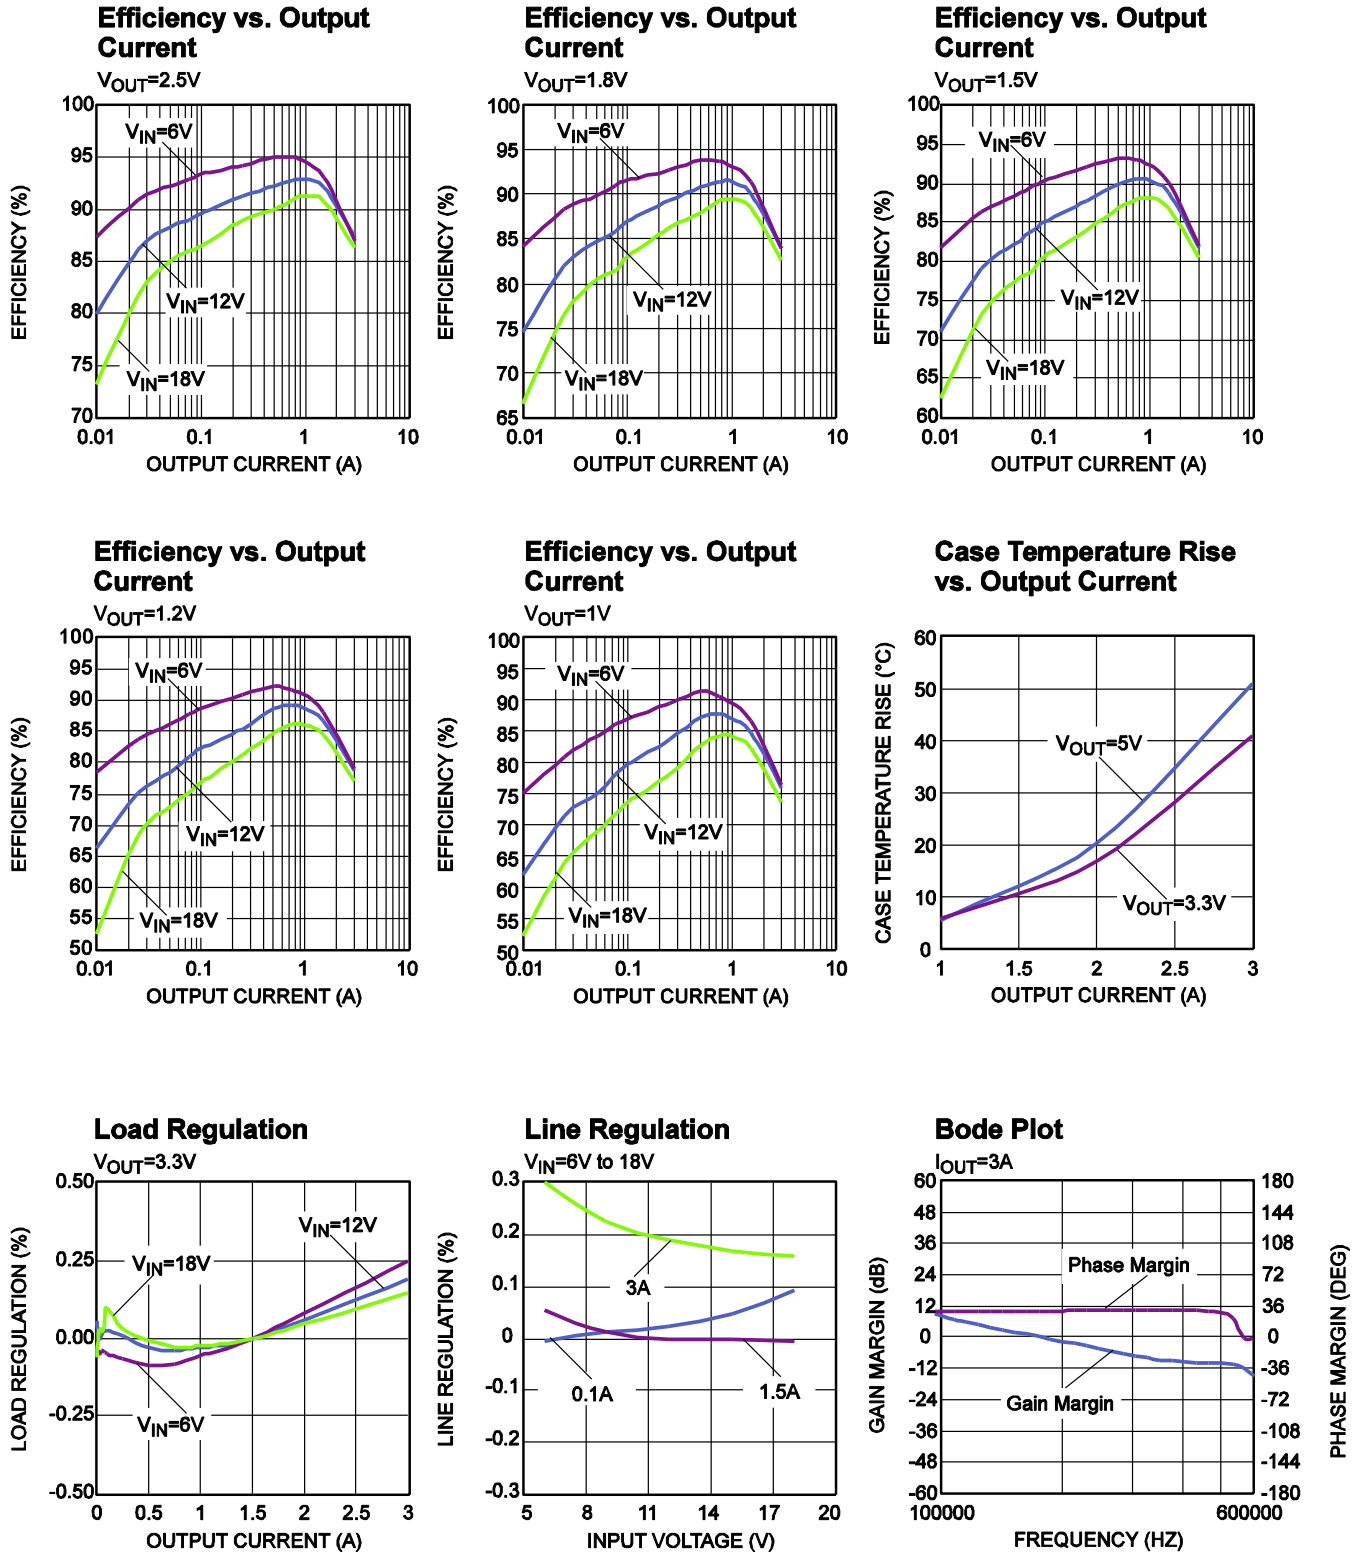 Efficiency vs. Output
Current
VOUT=2.5V
100
95
90
85
80
75
70
EFFICIENCY (%)
VIN=6V
VIN=12V
VIN=18V
0.01
0.1
1
10
OUTPUT CURRENT (A)
Efficiency vs. Output
Current
VOUT=1.8V
100
95
90
85
80
75
70
65
EFFICIENCY (%)
VIN=6V
VIN=12V
VIN=18V
0.01
0.1
1
10
OUTPUT CURRENT (A)
Efficiency vs. Output
Current
VOUT=1.5V
100
95
90
85
80
75
70
65
60
EFFICIENCY (%)
VIN=6V
VIN=12V
VIN=18V
0.01
0.1
1
10
OUTPUT CURRENT (A)
Efficiency vs. Output
Current
VOUT=1.2V
100
95
90
85
80
75
70
65
60
55
50
EFFICIENCY (%)
VIN=6V
VIN=12V
VIN=18V
0.01
0.1
1
10
OUTPUT CURRENT (A)
Efficiency vs. Output
Current
VOUT=1V
100
95
90
85
80
75
70
65
60
55
50
EFFICIENCY (%)
VIN=6V
VIN=12V
VIN=18V
0.01
0.1
1
10
OUTPUT CURRENT (A)
Case Temperature Rise
vs. Output Current
60
50
40
30
20
10
0
CASE TEMPERATURE RISE (°C)
VOUT=5V
VOUT=3.3V
1
1.5
2
2.5
3
OUTPUT CURRENT (A)
Load Regulation
VOUT=3.3V
0.50
0.25
0.00
-0.25
-0.50
LOAD REGULATION (%)
VIN=12V
VIN=18V
VIN=6V
0
0.5
1
1.5
2
2.5
3
OUTPUT CURRENT (A)
Line Regulation
VIN=6V to 18V
0.3
0.2
0.1
0
-0.1
-0.2
-0.3
LINE REGULATION (%)
3A
0.1A
1.5A
5
8
11
14
17
20
INPUT VOLTAGE (V)
Bode Plot
IOUT=3A
60
48
36
24
12
0
-12
-24
-36
-48
-60
GAIN MARGIN (dB)
Phase Margin
Gain Margin
180
144
108
72
36
0
-36
-72
-108
-144
-180
PHASE MARGIN (DEG)
100000
600000
FREQUENCY (HZ)